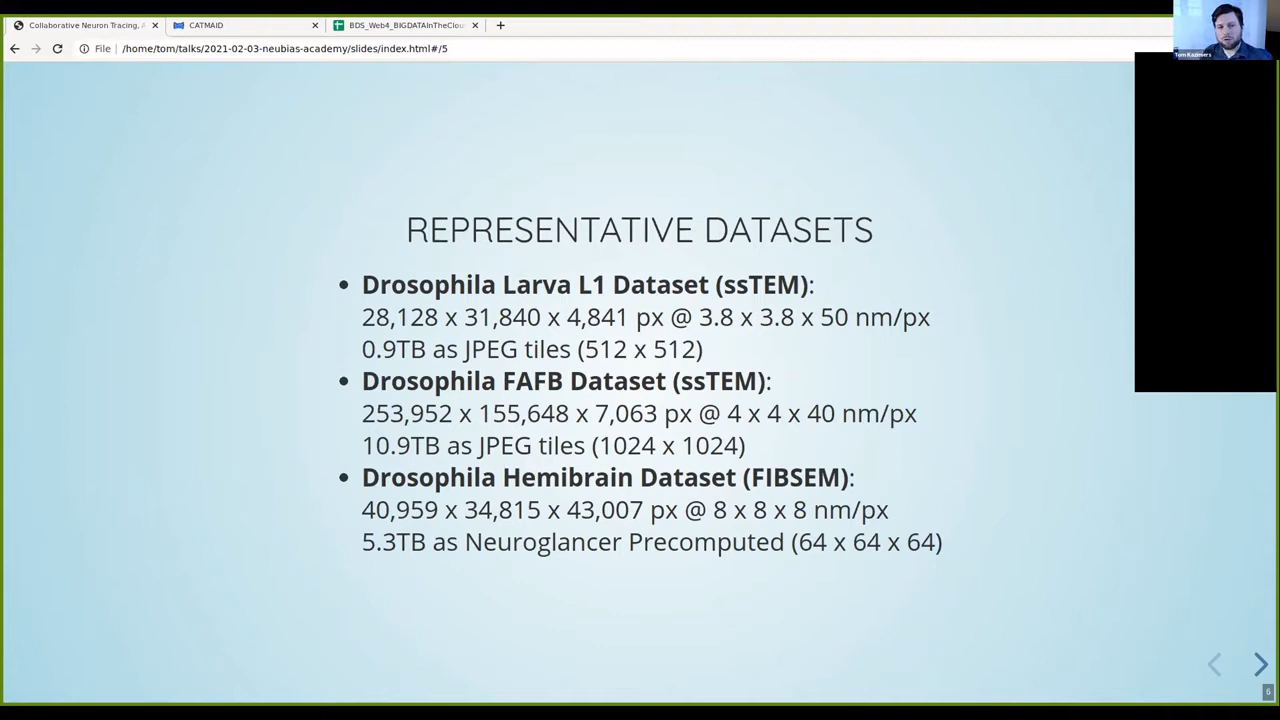 Collaborative Neuron Tracing, A
CATMAID
BDS_Web4_BIGDATAInTheClou
File
/home/tom/talks/2021-02-03-neubias-academy/slides/index.html#/5
Tom Kazimiers
REPRESENTATIVE DATASETS
• Drosophila Larva L1 Dataset (ssTEM):
28,128 x 31,840 x 4,841 px @ 3.8 x 3.8 x 50 nm/px
0.9TB as JPEG tiles (512 x 512)
• Drosophila FAFB Dataset (ssTEM):
253,952 x 155,648 x 7,063 px @ 4 x 4 x 40 nm/px
10.9TB as JPEG tiles (1024 x 1024)
• Drosophila Hemibrain Dataset (FIBSEM):
40,959 x 34,815 x 43,007 px @ 8 x 8 x 8 nm/px
5.3TB as Neuroglancer Precomputed (64 x 64 x 64)
6